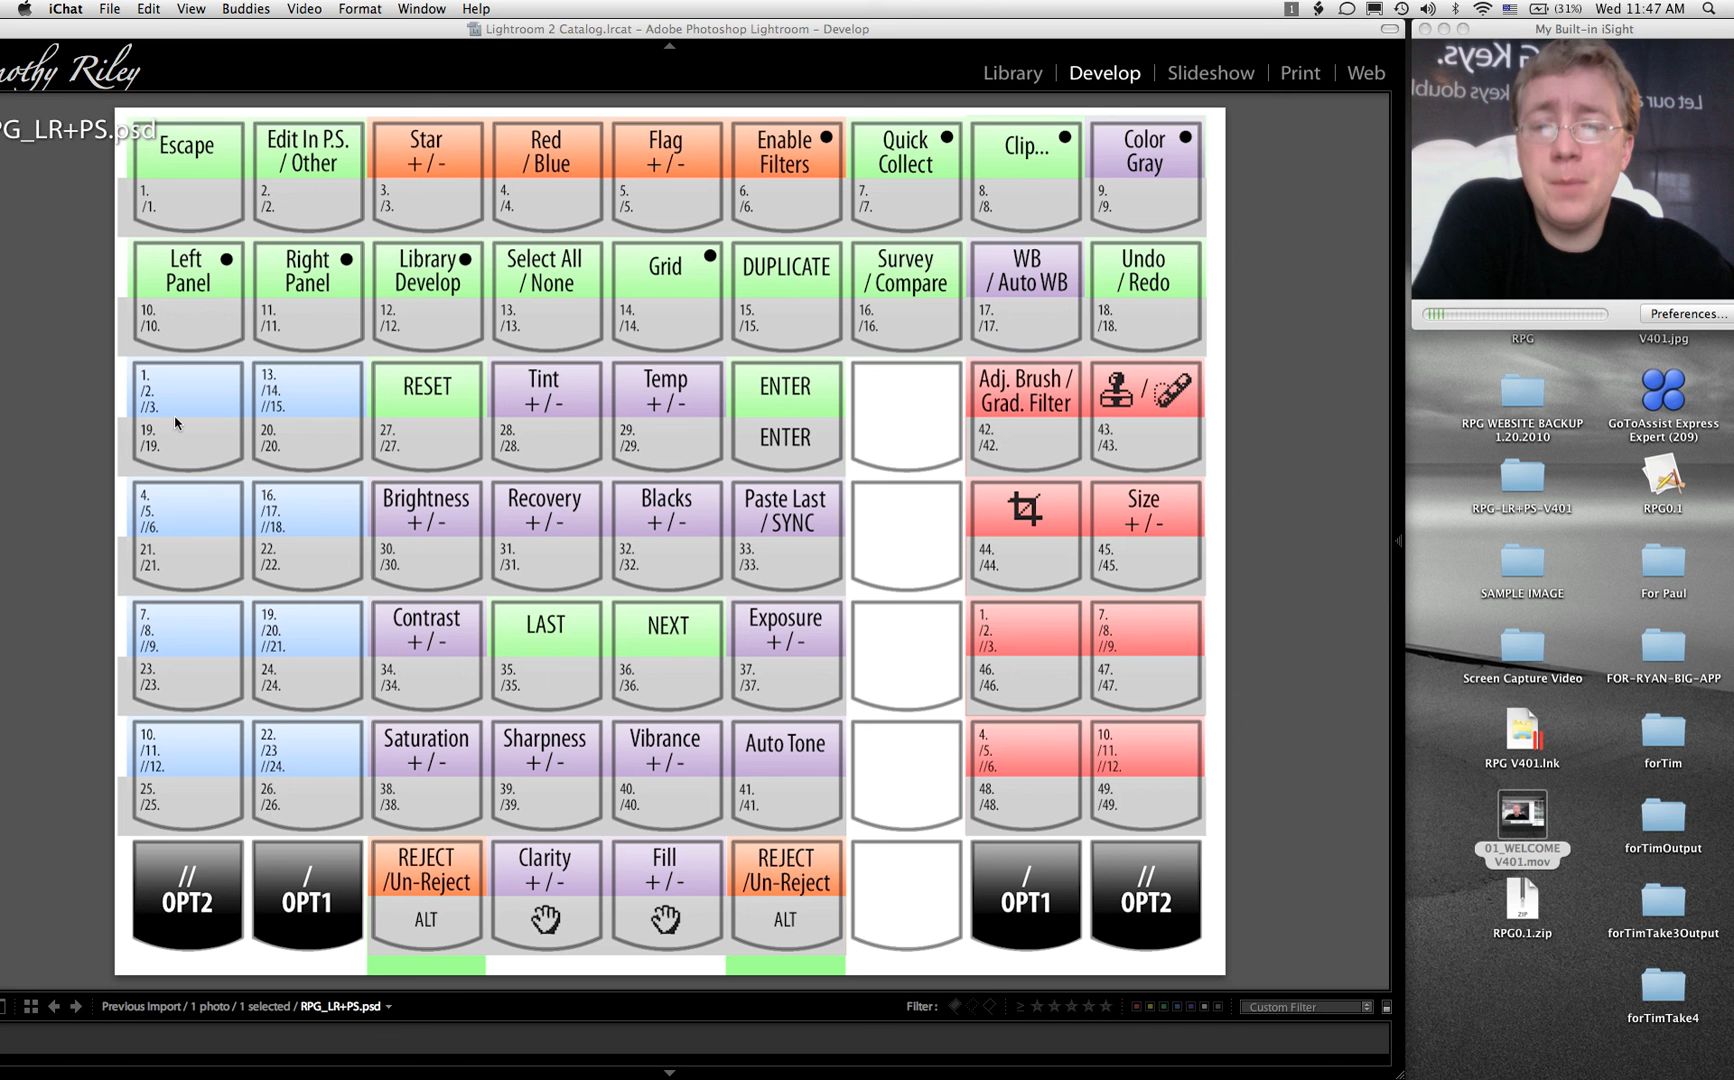 iChat File Edit View Buddies Video Format Window Help
1 (31%) Wed 11:47 AM
Lightroom 2 Catalog.lrcat - Adobe Photoshop Lightroom - Develop
My Built-in iSight
mothy Riley
Library | Develop | Slideshow | Print | Web
PG_LR+PS.psd
G Keys.
Let our
keys doubl
Preferences...
Escape
Edit In P.S.
/ Other
Star
+ / -
Red
/ Blue
Flag
+ / -
Enable
Filters
Quick
Collect
Clip...
Color
Gray
1.
/1.
2.
/2.
3.
/3.
4.
/4.
5.
/5.
6.
/6.
7.
/7.
8.
/8.
9.
/9.
Left
Panel
Right
Panel
Library
Develop
Select All
/ None
Grid
DUPLICATE
Survey
/ Compare
WB
/ Auto WB
Undo
/ Redo
10.
/10.
11.
/11.
12.
/12.
13.
/13.
14.
/14.
15.
/15.
16.
/16.
17.
/17.
18.
/18.
1.
/2.
//3.
13.
/14.
//15.
RESET
Tint
+ / -
Temp
+ / -
ENTER
Adj. Brush /
Grad. Filter
/
19.
/19.
20.
/20.
27.
/27.
28.
/28.
29.
/29.
ENTER
42.
/42.
43.
/43.
4.
/5.
//6.
16.
/17.
//18.
Brightness
+ / -
Recovery
+ / -
Blacks
+ / -
Paste Last
/ SYNC
Size
+ / -
21.
/21.
22.
/22.
30.
/30.
31.
/31.
32.
/32.
33.
/33.
44.
/44.
45.
/45.
7.
/8.
//9.
19.
/20.
//21.
Contrast
+ / -
LAST
NEXT
Exposure
+ / -
1.
/2.
//3.
7.
/8.
//9.
23.
/23.
24.
/24.
34.
/34.
35.
/35.
36.
/36.
37.
/37.
46.
/46.
47.
/47.
10.
/11.
//12.
22.
/23
//24.
Saturation
+ / -
Sharpness
+ / -
Vibrance
+ / -
Auto Tone
4.
/5.
//6.
10.
/11.
//12.
25.
/25.
26.
/26.
38.
/38.
39.
/39.
40.
/40.
41.
/41.
48.
/48.
49.
/49.
//
OPT2
/
OPT1
REJECT
/Un-Reject
ALT
Clarity
+ / -
Fill
+ / -
REJECT
/Un-Reject
ALT
/
OPT1
//
OPT2
Previous Import / 1 photo / 1 selected / RPG_LR+PS.psd
Filter :
≥
Custom Filter
RPG
V401.jpg
RPG WEBSITE BACKUP
1.20.2010
GoToAssist Express
Expert (209)
RPG-LR+PS-V401
RPG0.1
SAMPLE IMAGE
For Paul
Screen Capture Video
FOR-RYAN-BIG-APP
RPG V401.lnk
forTim
01_WELCOME
V401.mov
forTimOutput
ZIP
RPG0.1.zip
forTimTake3Output
forTimTake4